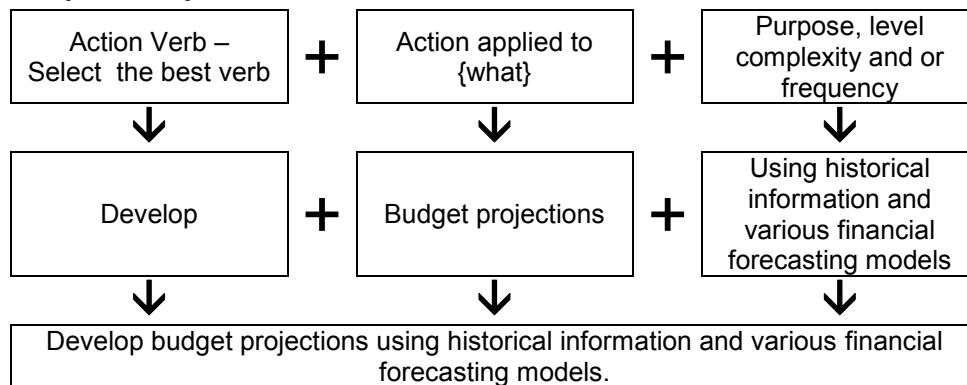 Action Verb –
Select the best verb
+
Action applied to
{what}
+
Purpose, level
complexity and or
frequency
Develop
+
Budget projections
+
Using historical
information and
various financial
forecasting models
Develop budget projections using historical information and various financial
forecasting models.